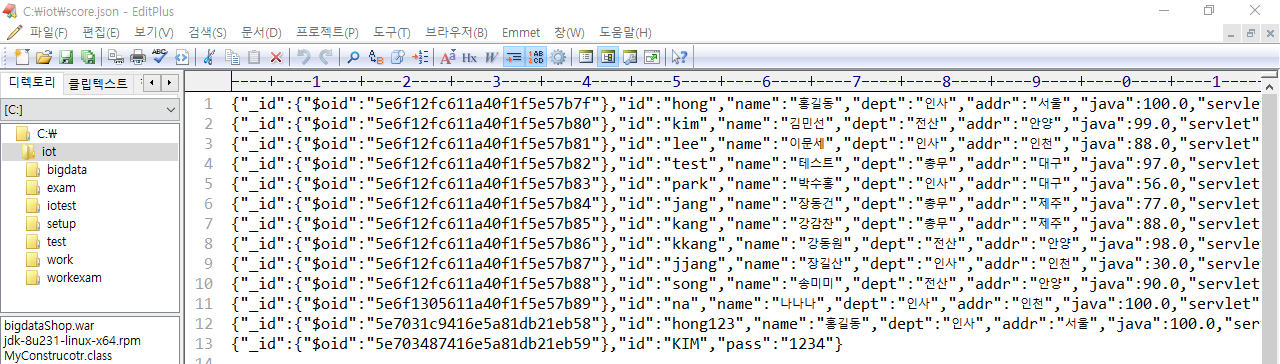 C:\iot\score.json - EditPlus
파일(F) 편집(E) 보기(V) 검색(S) 문서(D) 프로젝트(P) 도구(T) 브라우저(B) Emmet 창(W) 도움말(H)
디렉토리 클립텍스트
[C:]
C:\
iot
bigdata
exam
iotest
setup
test
work
workexam
bigdataShop.war
jdk-8u231-linux-x64.rpm
MyConstrucotr.class
----+----1----+----2----+----3----+----4----+----5----+----6----+----7----+----8----+----9----+----0----+----1----
1 {"_id":{"$oid":"5e6f12fc611a40f1f5e57b7f"},"id":"hong","name":"홍길동","dept":"인사","addr":"서울","java":100.0,"servlet"
2 {"_id":{"$oid":"5e6f12fc611a40f1f5e57b80"},"id":"kim","name":"김민선","dept":"전산","addr":"안양","java":99.0,"servlet"
3 {"_id":{"$oid":"5e6f12fc611a40f1f5e57b81"},"id":"lee","name":"이문세","dept":"인사","addr":"인천","java":88.0,"servlet"
4 {"_id":{"$oid":"5e6f12fc611a40f1f5e57b82"},"id":"test","name":"테스트","dept":"총무","addr":"대구","java":97.0,"servlet
5 {"_id":{"$oid":"5e6f12fc611a40f1f5e57b83"},"id":"park","name":"박수홍","dept":"인사","addr":"대구","java":56.0,"servlet
6 {"_id":{"$oid":"5e6f12fc611a40f1f5e57b84"},"id":"jang","name":"장동건","dept":"총무","addr":"제주","java":77.0,"servlet
7 {"_id":{"$oid":"5e6f12fc611a40f1f5e57b85"},"id":"kang","name":"강감찬","dept":"총무","addr":"제주","java":88.0,"servlet
8 {"_id":{"$oid":"5e6f12fc611a40f1f5e57b86"},"id":"kkang","name":"강동원","dept":"전산","addr":"안양","java":98.0,"servlet
9 {"_id":{"$oid":"5e6f12fc611a40f1f5e57b87"},"id":"jjang","name":"장길산","dept":"인사","addr":"인천","java":30.0,"servlet
10 {"_id":{"$oid":"5e6f12fc611a40f1f5e57b88"},"id":"song","name":"송미미","dept":"전산","addr":"안양","java":90.0,"servlet
11 {"_id":{"$oid":"5e6f1305611a40f1f5e57b89"},"id":"na","name":"나나나","dept":"인사","addr":"인천","java":100.0,"servlet"
12 {"_id":{"$oid":"5e7031c9416e5a81db21eb58"},"id":"hong123","name":"홍길동","dept":"인사","addr":"서울","java":100.0,"serv
13 {"_id":{"$oid":"5e703487416e5a81db21eb59"},"id":"KIM","pass":"1234"}
14